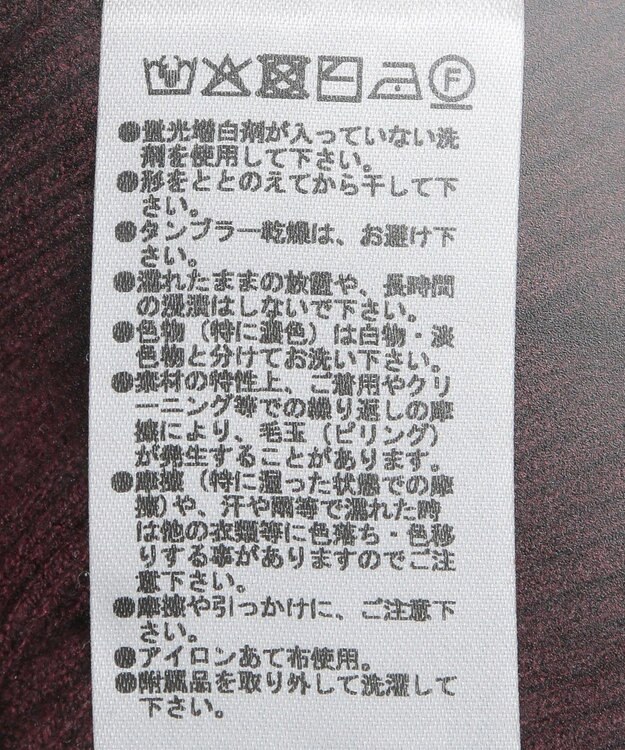 F
●蛍光増白剤が入っていない洗
剤を使用して下さい。
●形をととのえてから干して下
さい。
●タンブラー乾燥は、お避け下
さい。
●濡れたままの放置や、長時間
の浸漬はしないで下さい。
●色物（特に濃色）は白物・淡
色物と分けてお洗い下さい。
●素材の特性上、ご着用やクリ
ーニング等での繰り返しの摩
擦により、毛玉（ピリング）
が発生することがあります。
●摩擦（特に湿った状態での摩
擦）や、汗や雨等で濡れた時
は他の衣類等に色落ち・色移
りする事がありますのでご注
意下さい。
●摩擦や引っかけに、ご注意下
さい。
●アイロンあて布使用。
●附属品を取り外して洗濯して
下さい。